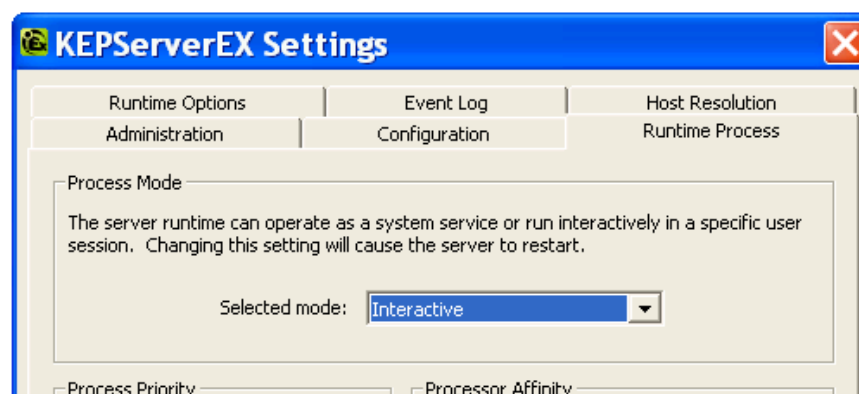 KEPServerEX Settings
Runtime Options Event Log Host Resolution
Administration Configuration Runtime Process
Process Mode
The server runtime can operate as a system service or run interactively in a specific user
session.  Changing this setting will cause the server to restart.
Selected mode: Interactive
Process Priority Processor Affinity